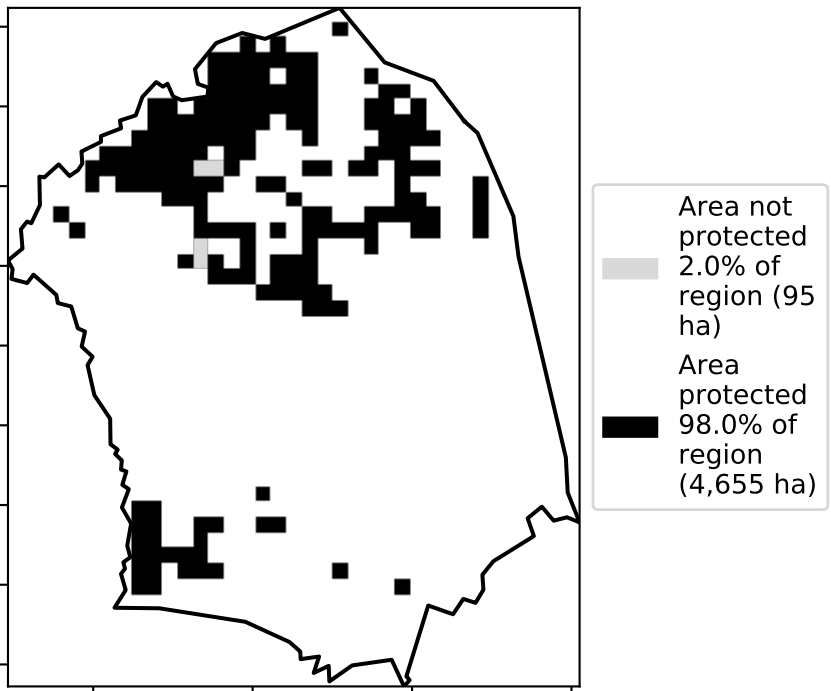 Area not
protected
2.0% of
region (95
ha)
Area
protected
98.0% of
region
(4,655 ha)